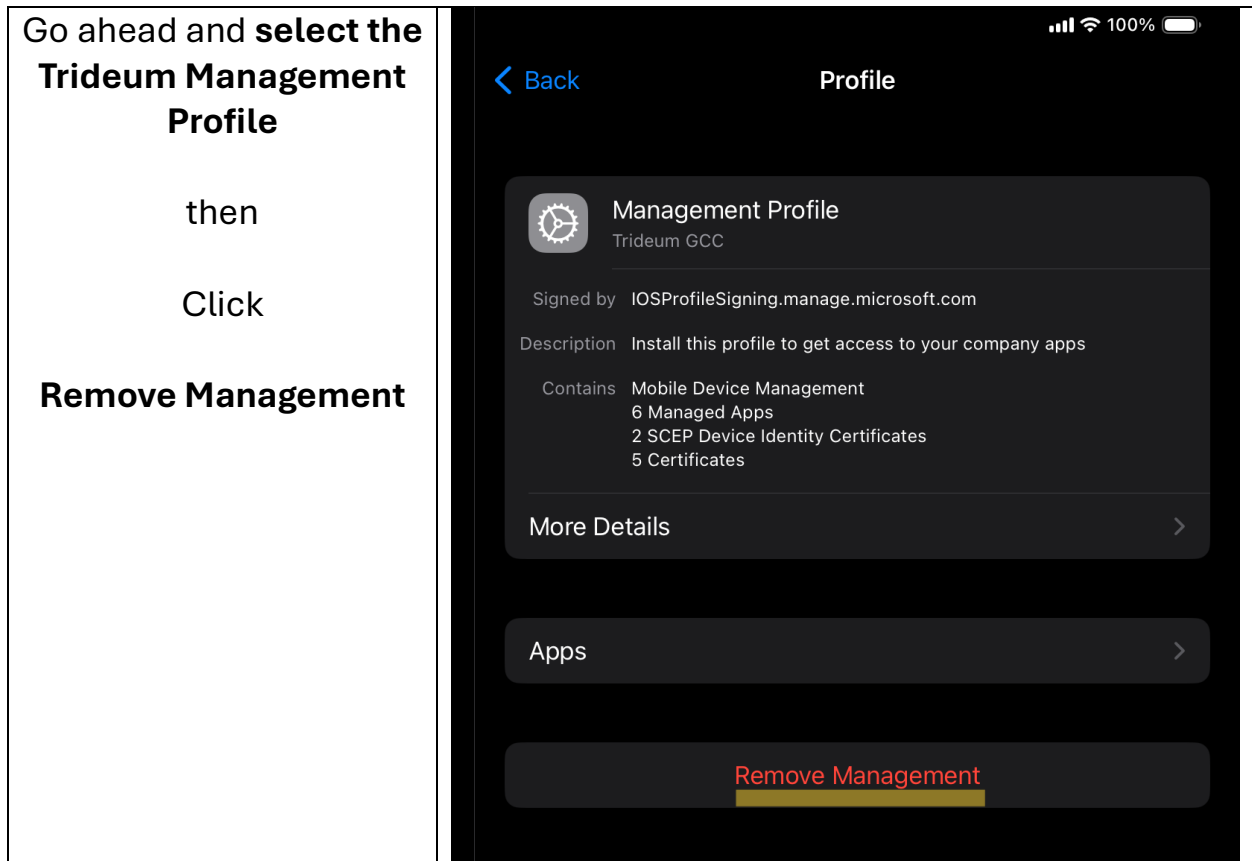 Go ahead and select the
Trideum Management
Profile
then
Click
Remove Management
100%
Back
Profile
Management Profile
Trideum GCC
Signed by IOSProfileSigning.manage.microsoft.com
Description Install this profile to get access to your company apps
Contains Mobile Device Management
6 Managed Apps
2 SCEP Device Identity Certificates
5 Certificates
More Details
Apps
Remove Management